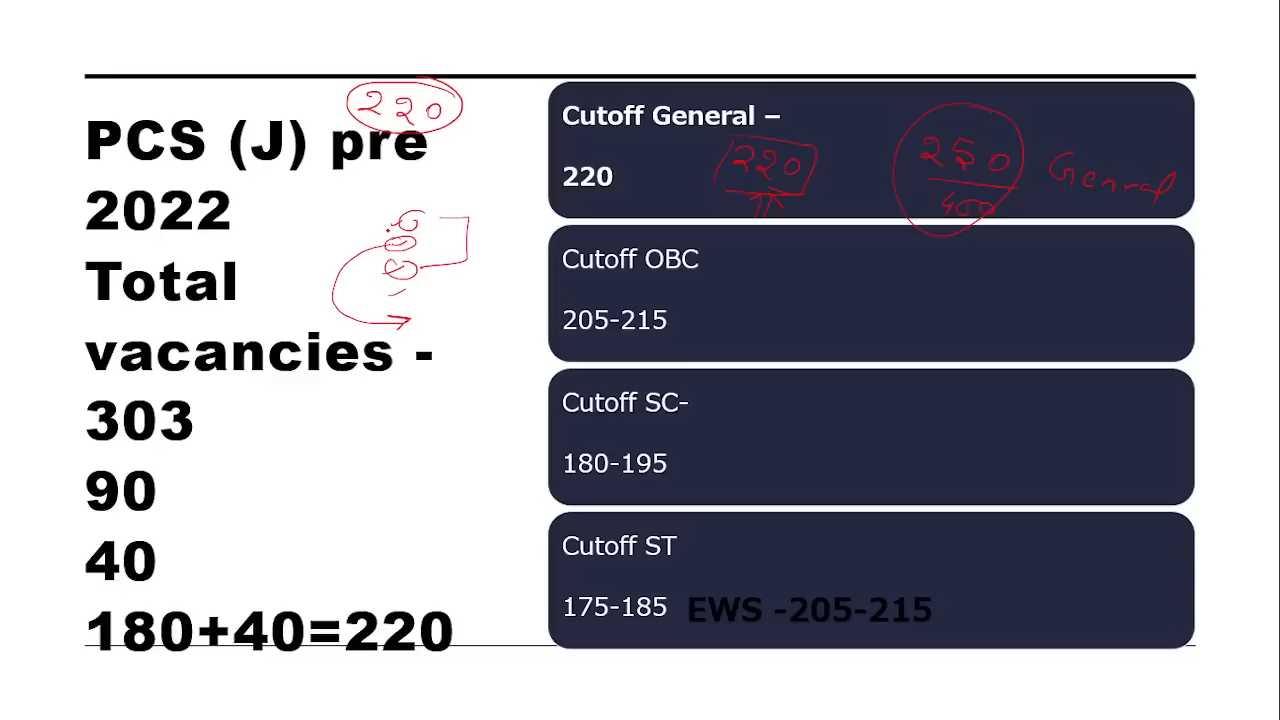 220
PCS (J) pre
2022
Total
vacancies -
303
90
40
180+40=220
Cutoff General –
220
220
250
400
General
Cutoff OBC
205-215
Cutoff SC-
180-195
Cutoff ST
175-185 EWS -205-215